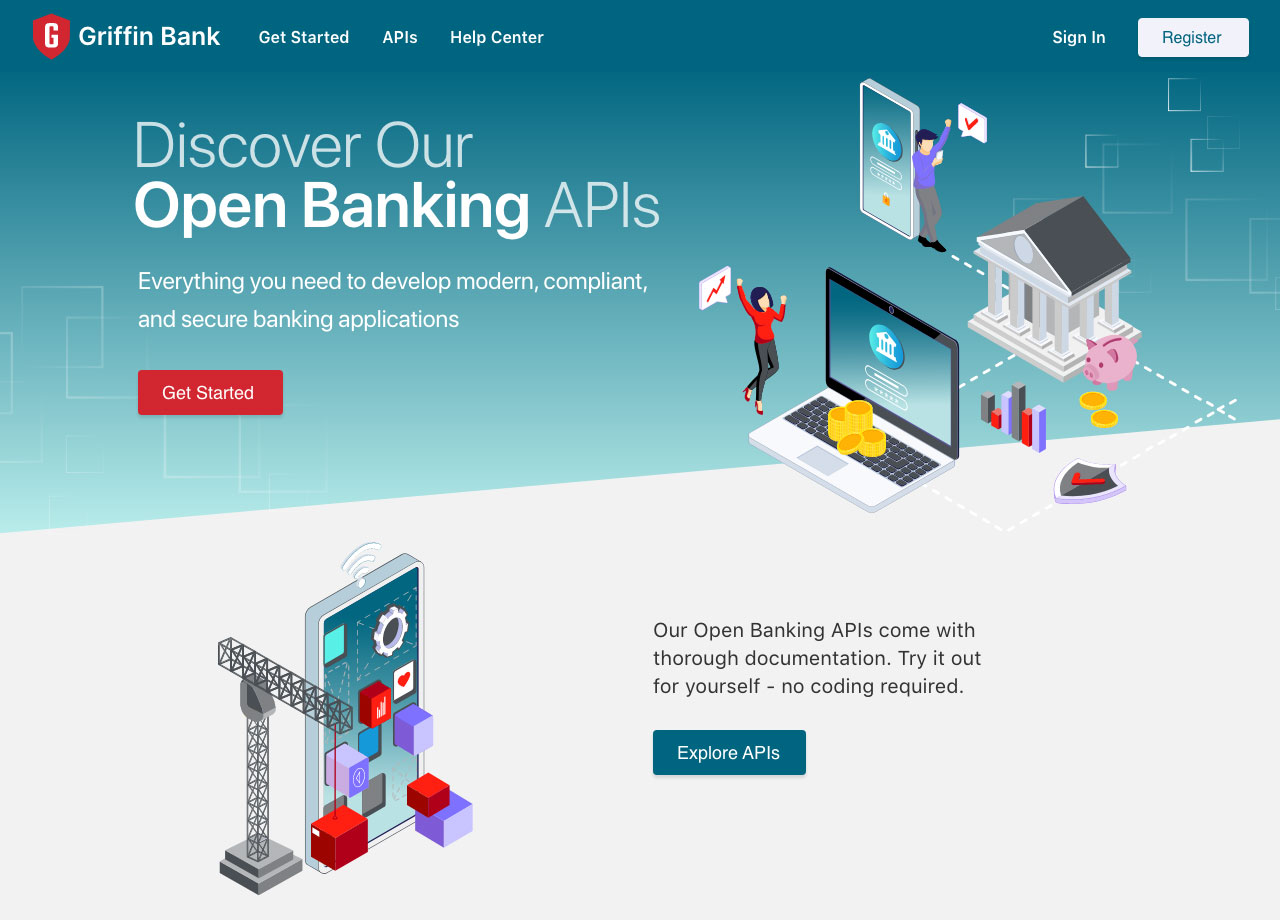 G Griffin Bank Get Started APIs Help Center Sign In Register
Discover Our
Open Banking APIs
Everything you need to develop modern, compliant,
and secure banking applications
Get Started
Our Open Banking APIs come with
thorough documentation. Try it out
for yourself - no coding required.
Explore APIs